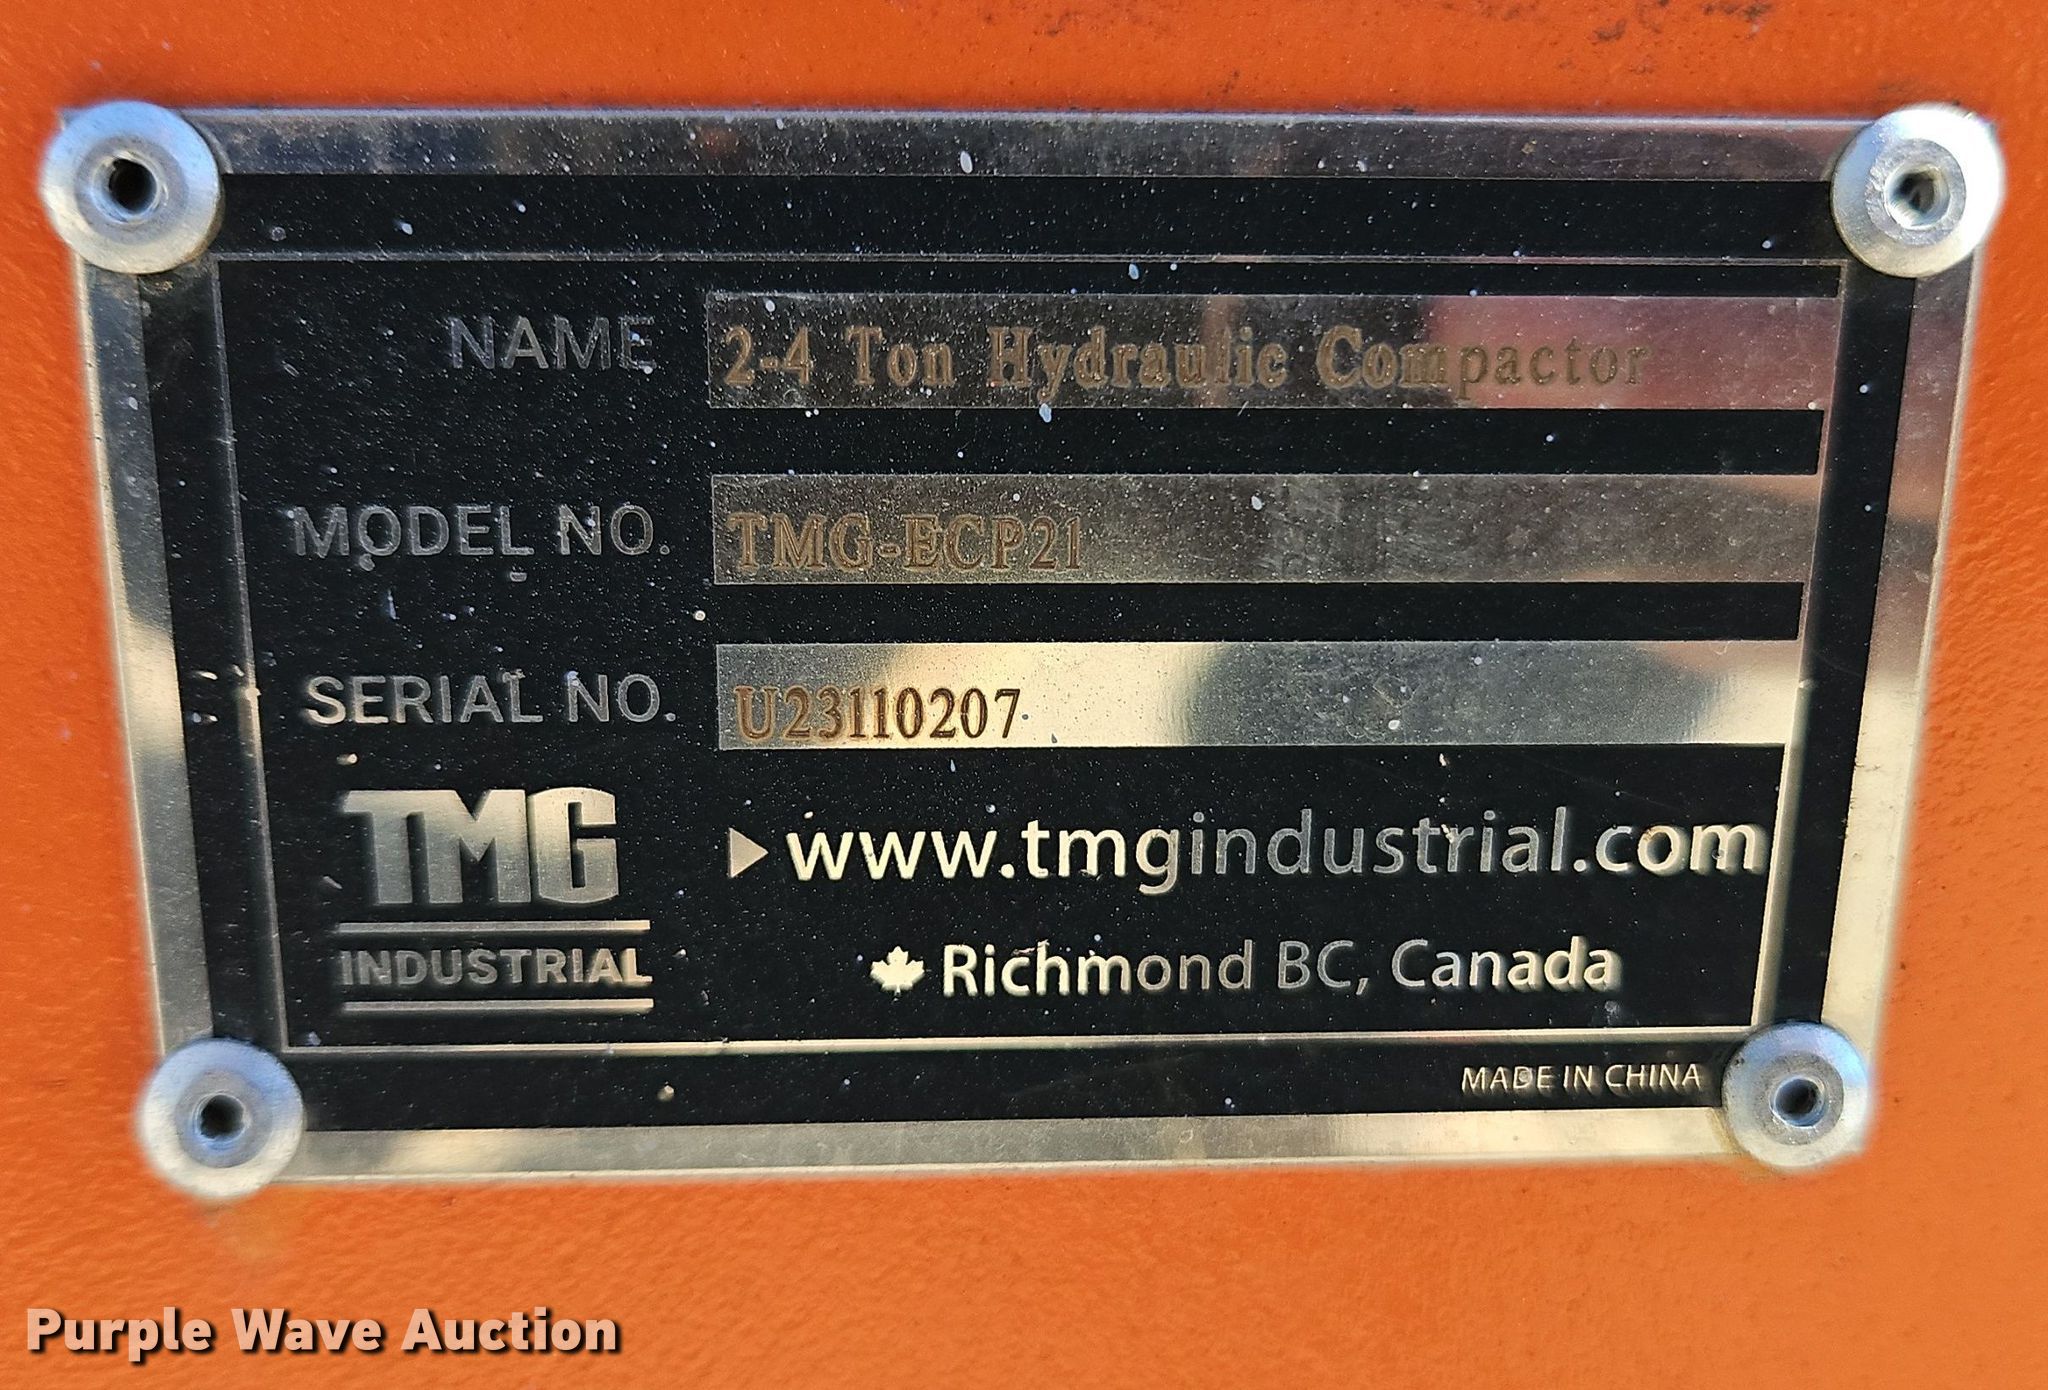 NAME 2-4 Ton Hydraulic Compactor
MODEL NO. TMG-ECP21
SERIAL NO. U23110207
TMG
INDUSTRIAL
www.tmgindustrial.com
Richmond BC, Canada
MADE IN CHINA
Purple Wave Auction